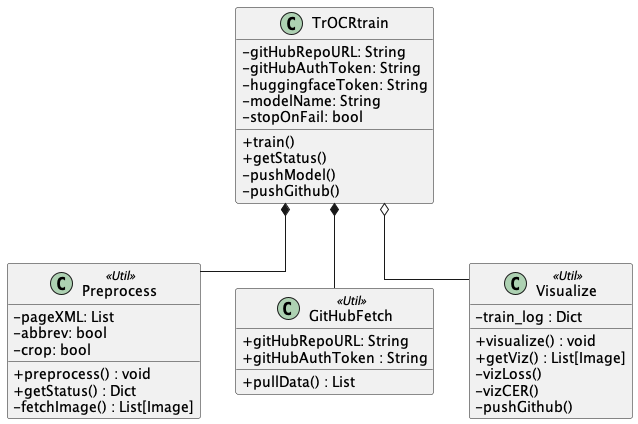 C TrOCRtrain
-gitHubRepoURL: String
-gitHubAuthToken: String
-huggingfaceToken: String
-modelName: String
-stopOnFail: bool
+train()
+getStatus()
-pushModel()
-pushGithub()
C «Util»
Preprocess
-pageXML: List
-abbrev: bool
-crop: bool
+preprocess() : void
+getStatus() : Dict
-fetchImage() : List[Image]
C «Util»
GitHubFetch
+gitHubRepoURL: String
+gitHubAuthToken : String
+pullData() : List
C «Util»
Visualize
-train_log : Dict
+visualize() : void
+getViz() : List[Image]
-vizLoss()
-vizCER()
-pushGithub()